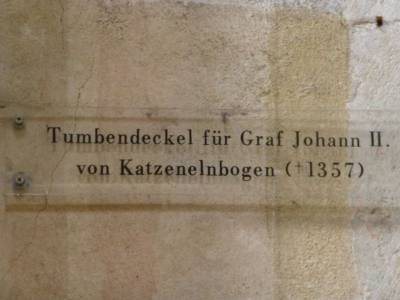 Tumbendeckel für Graf Johann II.
von Katzenelnbogen (†1357)